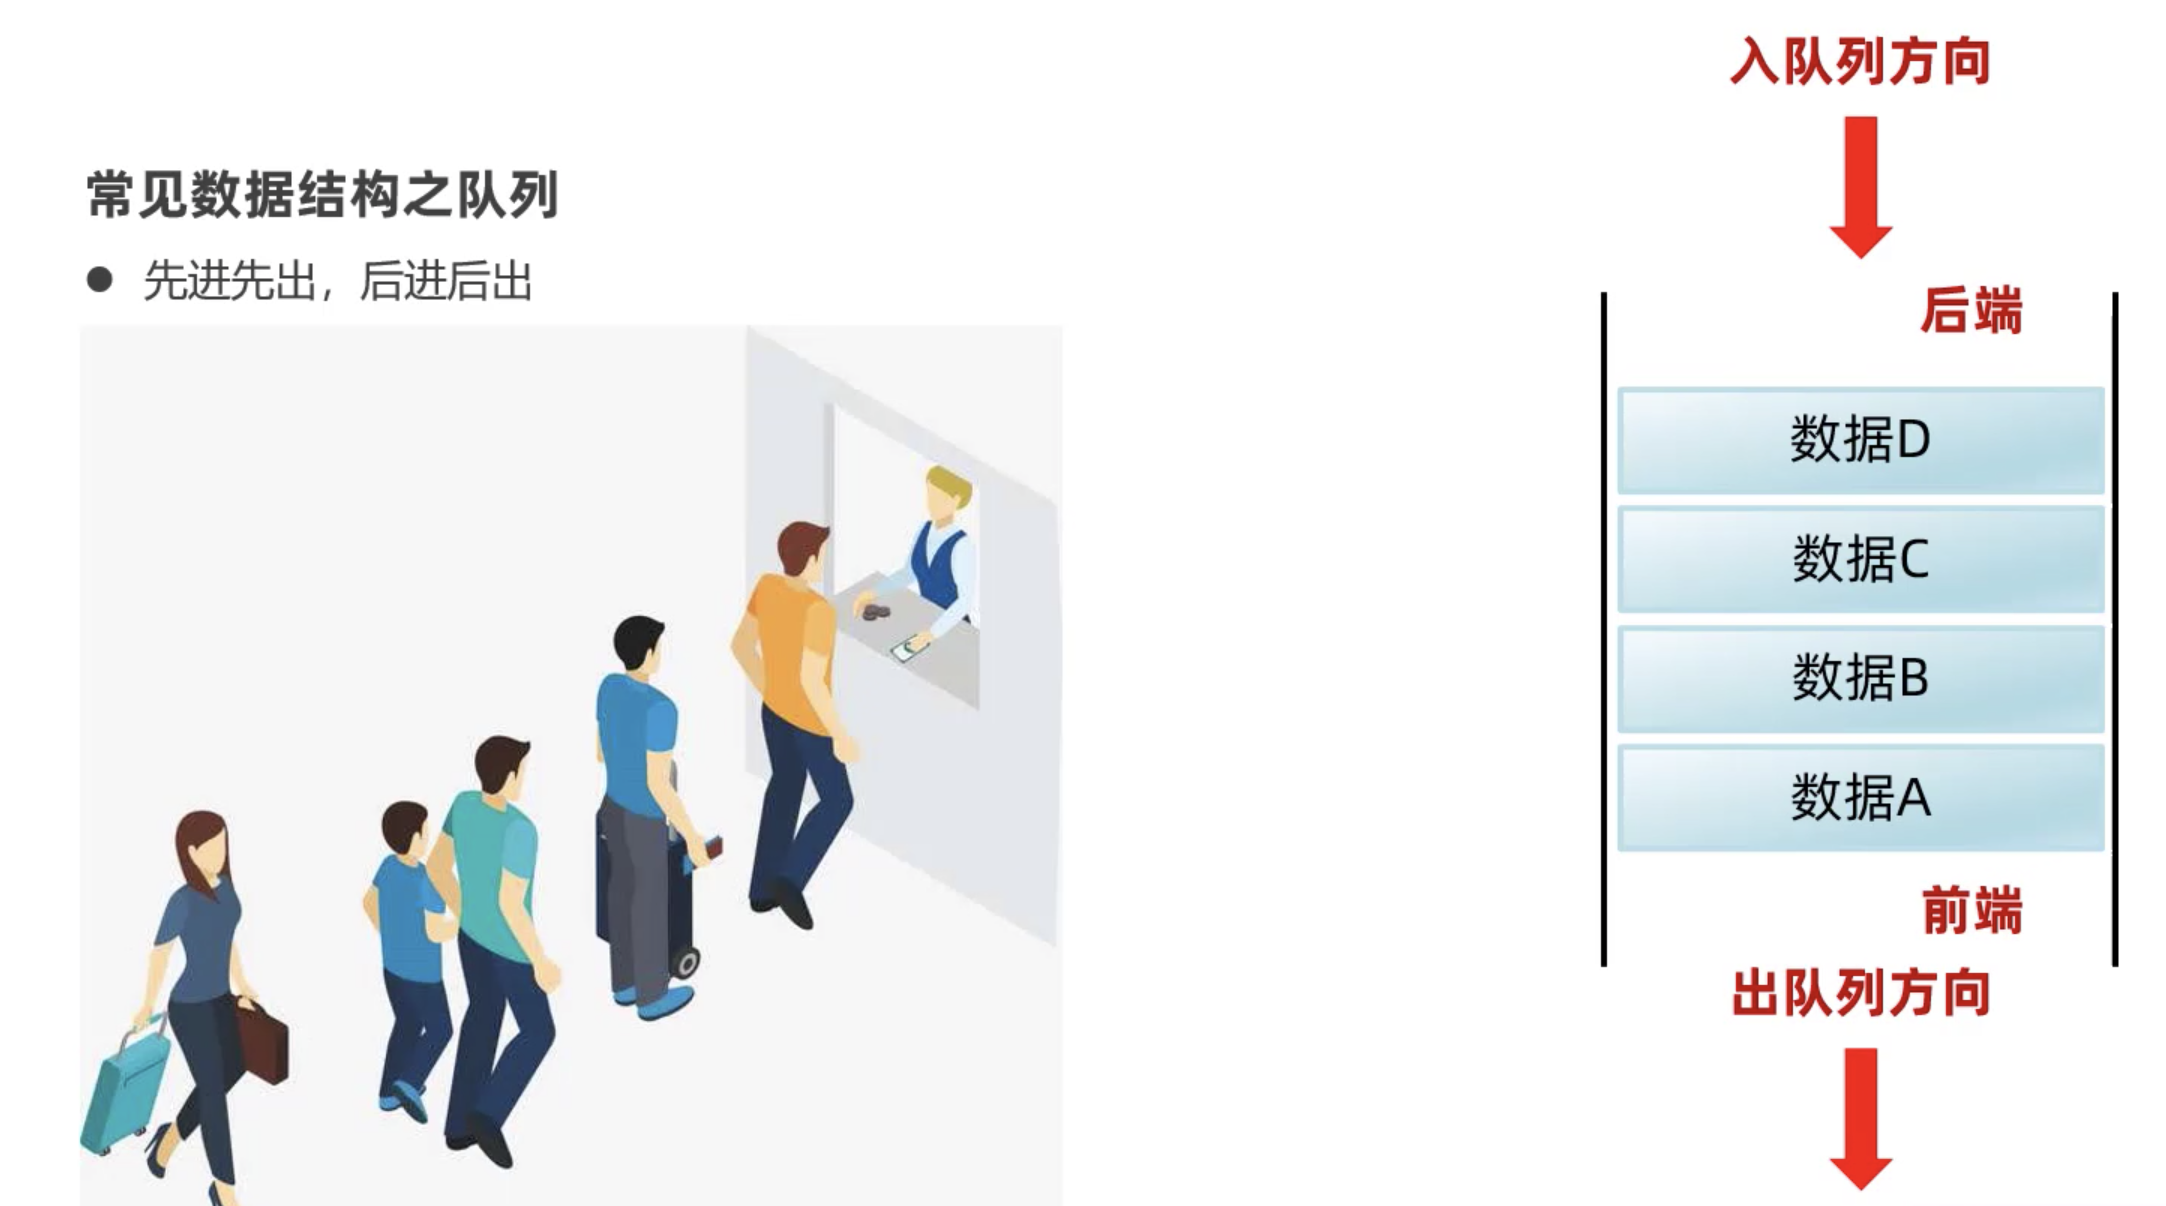 常见数据结构之队列
● 先进先出，后进后出
入队列方向
后端
数据D
数据C
数据B
数据A
前端
出队列方向